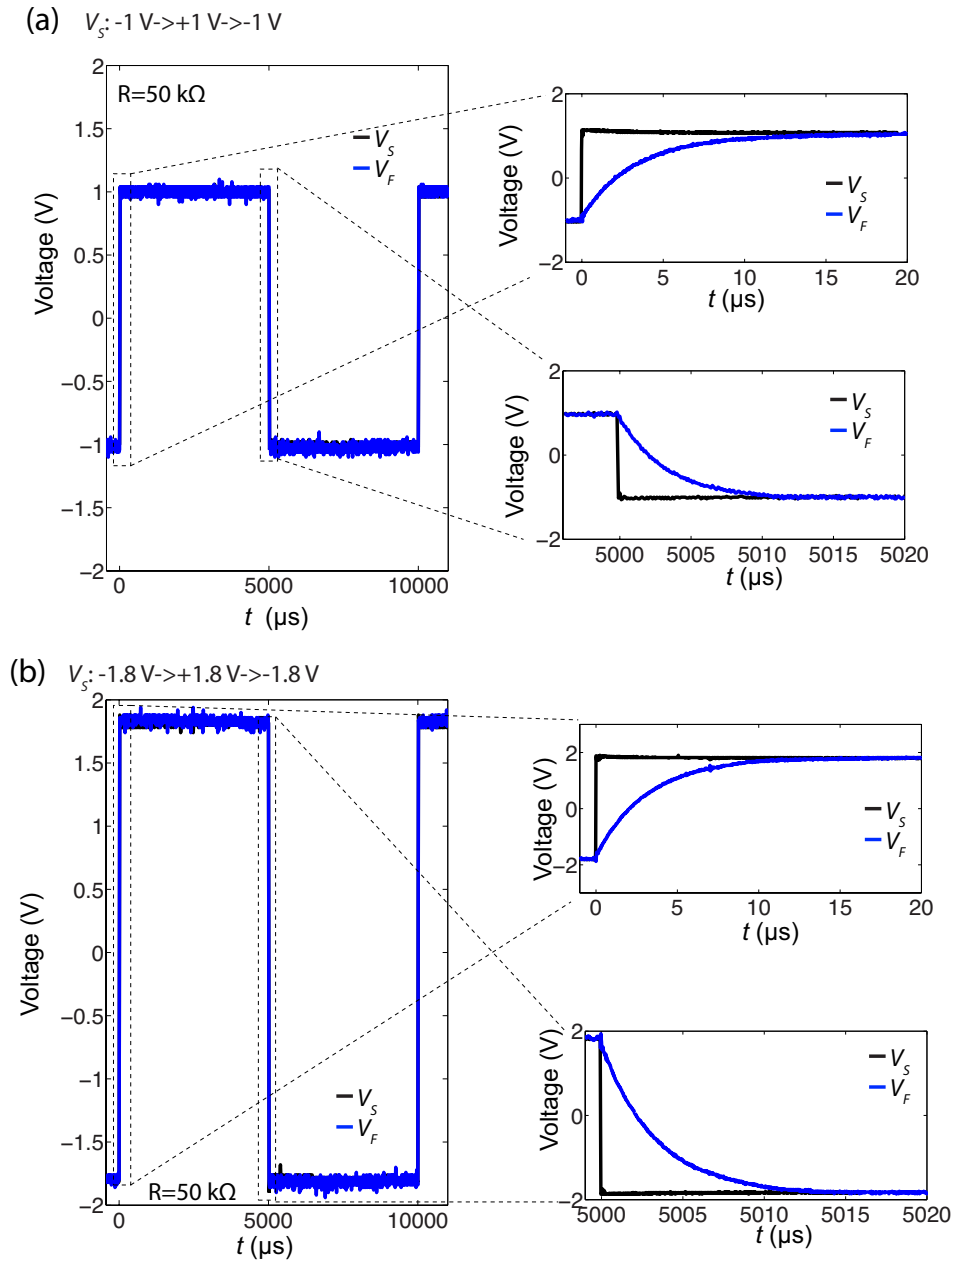 (a) V_S: -1 V->+1 V->-1 V
R=50 kΩ
V_S
V_F
Voltage (V)
2
1.5
1
0.5
0
−0.5
−1
−1.5
−2
0 5000 10000
t (μs)
Voltage (V)
2
0
−2
V_S
V_F
0 5 10 15 20
t (μs)
Voltage (V)
2
0
−2
V_S
V_F
5000 5005 5010 5015 5020
t (μs)
(b) V_S: -1.8 V->+1.8 V->-1.8 V
Voltage (V)
2
1.5
1
0.5
0
−0.5
−1
−1.5
−2
V_S
V_F
R=50 kΩ
0 5000 10000
t (μs)
Voltage (V)
2
0
−2
V_S
V_F
0 5 10 15 20
t (μs)
Voltage (V)
2
0
−2
V_S
V_F
5000 5005 5010 5015 5020
t (μs)